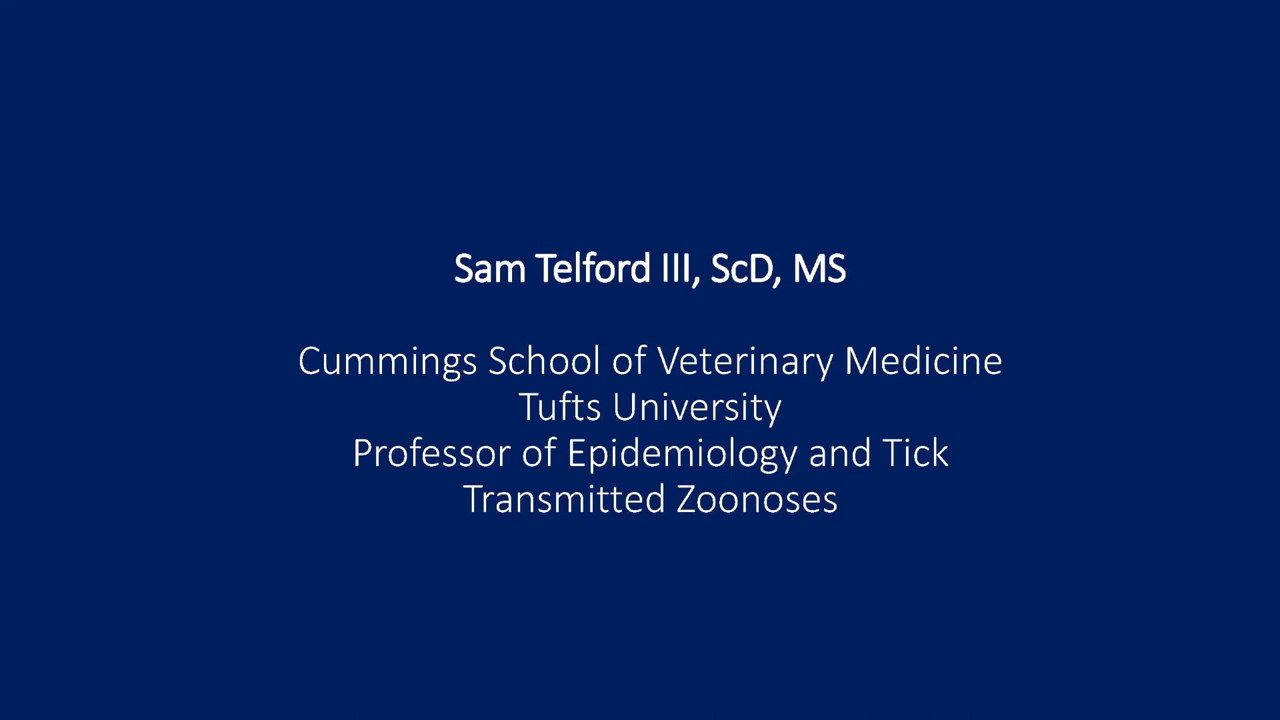 Sam Telford III, ScD, MS
Cummings School of Veterinary Medicine
Tufts University
Professor of Epidemiology and Tick
Transmitted Zoonoses